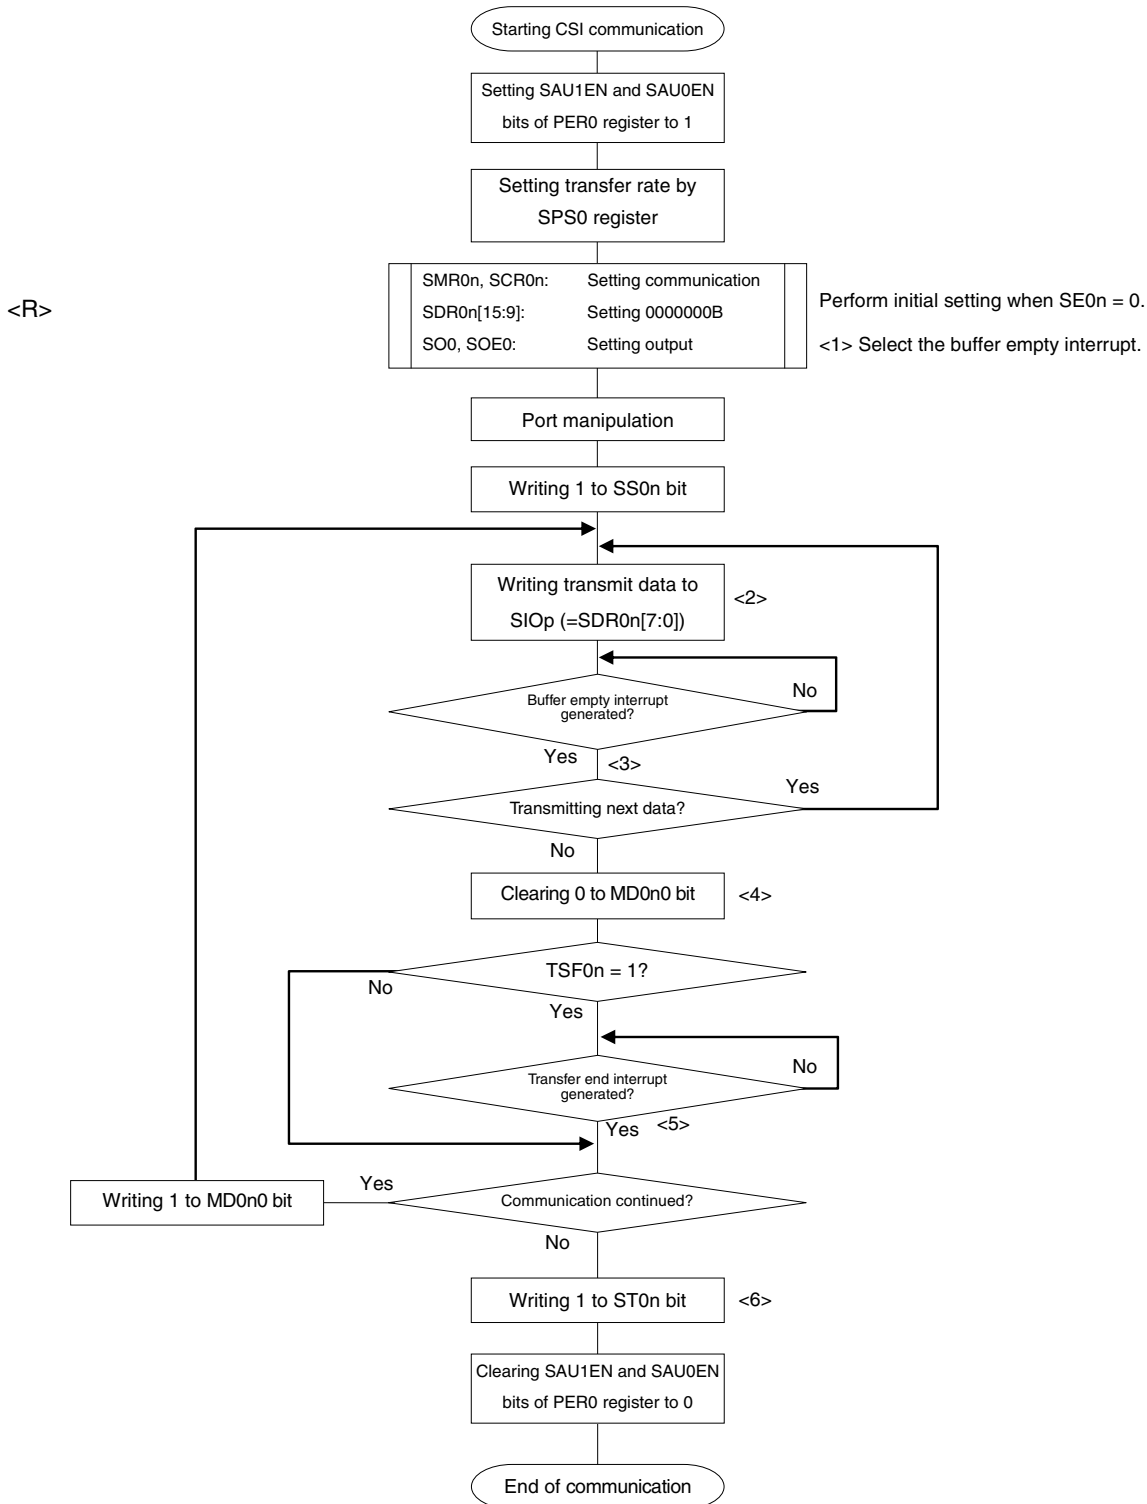 Starting CSI communication
Setting SAU1EN and SAU0EN
bits of PER0 register to 1
Setting transfer rate by
SPS0 register
<R>
SMR0n, SCR0n: Setting communication
SDR0n[15:9]: Setting 0000000B
SO0, SOE0: Setting output
Perform initial setting when SE0n = 0.
<1> Select the buffer empty interrupt.
Port manipulation
Writing 1 to SS0n bit
Writing transmit data to
SIOp (=SDR0n[7:0])
<2>
Buffer empty interrupt
generated?
No
Yes
<3>
Transmitting next data?
Yes
No
Clearing 0 to MD0n0 bit
<4>
TSF0n = 1?
No
Yes
Transfer end interrupt
generated?
No
Yes
<5>
Communication continued?
Yes
Writing 1 to MD0n0 bit
No
Writing 1 to ST0n bit
<6>
Clearing SAU1EN and SAU0EN
bits of PER0 register to 0
End of communication